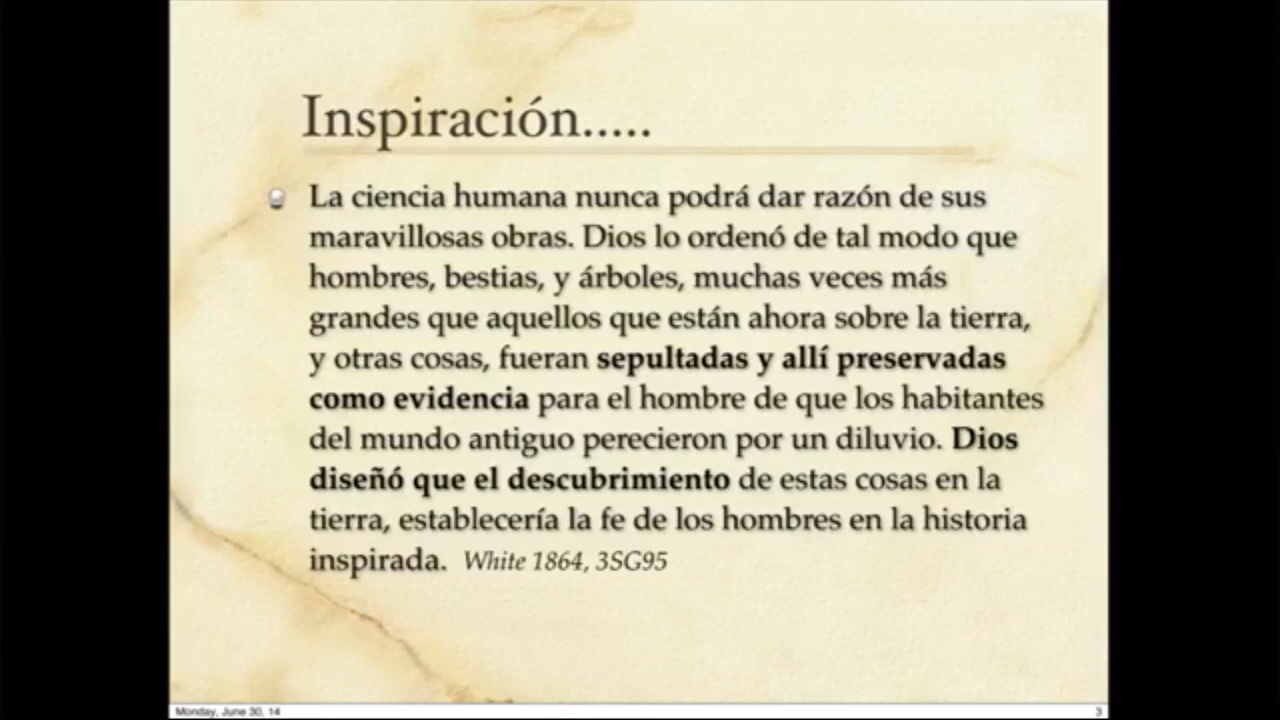 Inspiración.....
La ciencia humana nunca podrá dar razón de sus
maravillosas obras. Dios lo ordenó de tal modo que
hombres, bestias, y árboles, muchas veces más
grandes que aquellos que están ahora sobre la tierra,
y otras cosas, fueran sepultadas y allí preservadas
como evidencia para el hombre de que los habitantes
del mundo antiguo perecieron por un diluvio. Dios
diseñó que el descubrimiento de estas cosas en la
tierra, establecería la fe de los hombres en la historia
inspirada. White 1864, 3SG95
Monday, June 30, 14
3